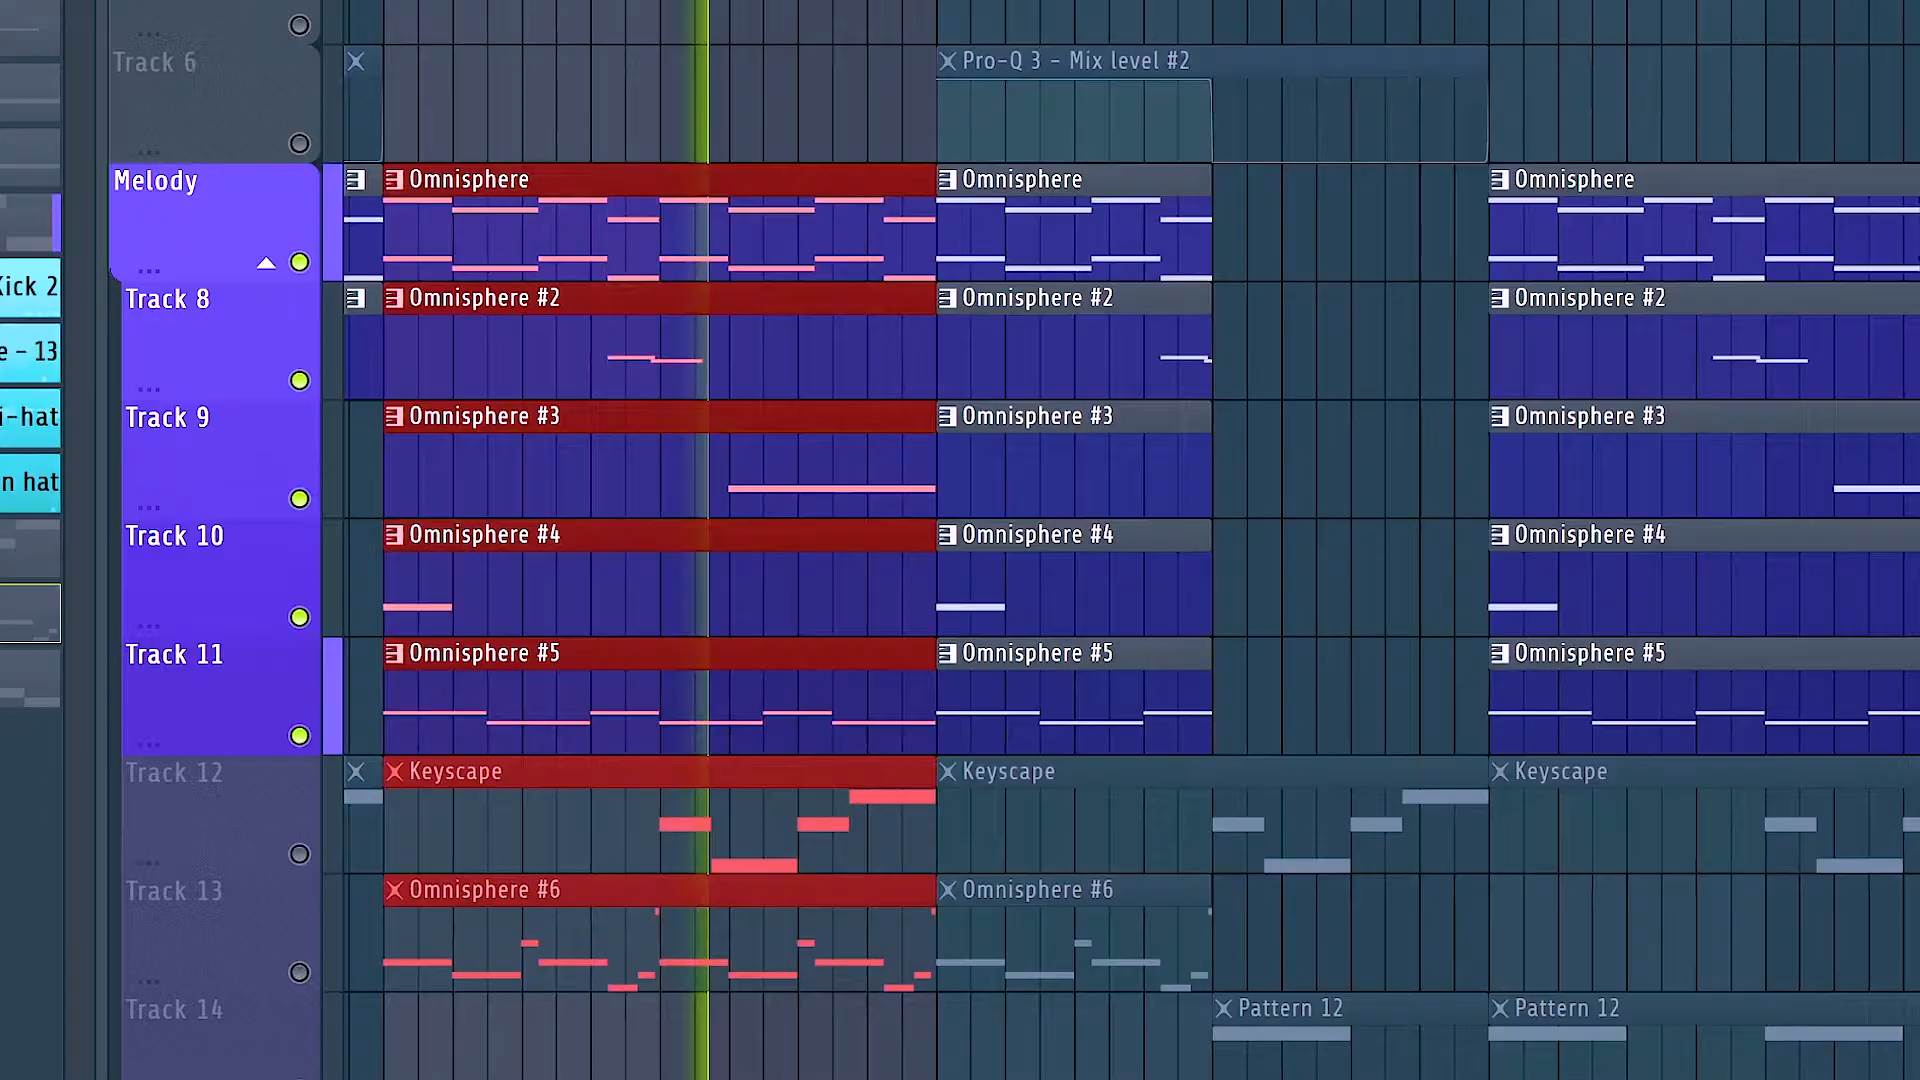 Track 6
Pro-Q 3 - Mix level #2
Melody
Omnisphere
Omnisphere
Omnisphere
Kick 2
Track 8
Omnisphere #2
Omnisphere #2
Omnisphere #2
e - 13
Track 9
Omnisphere #3
Omnisphere #3
Omnisphere #3
i-hat
n hat
Track 10
Omnisphere #4
Omnisphere #4
Omnisphere #4
Track 11
Omnisphere #5
Omnisphere #5
Omnisphere #5
Track 12
Keyscape
Keyscape
Keyscape
Track 13
Omnisphere #6
Omnisphere #6
Track 14
Pattern 12
Pattern 12